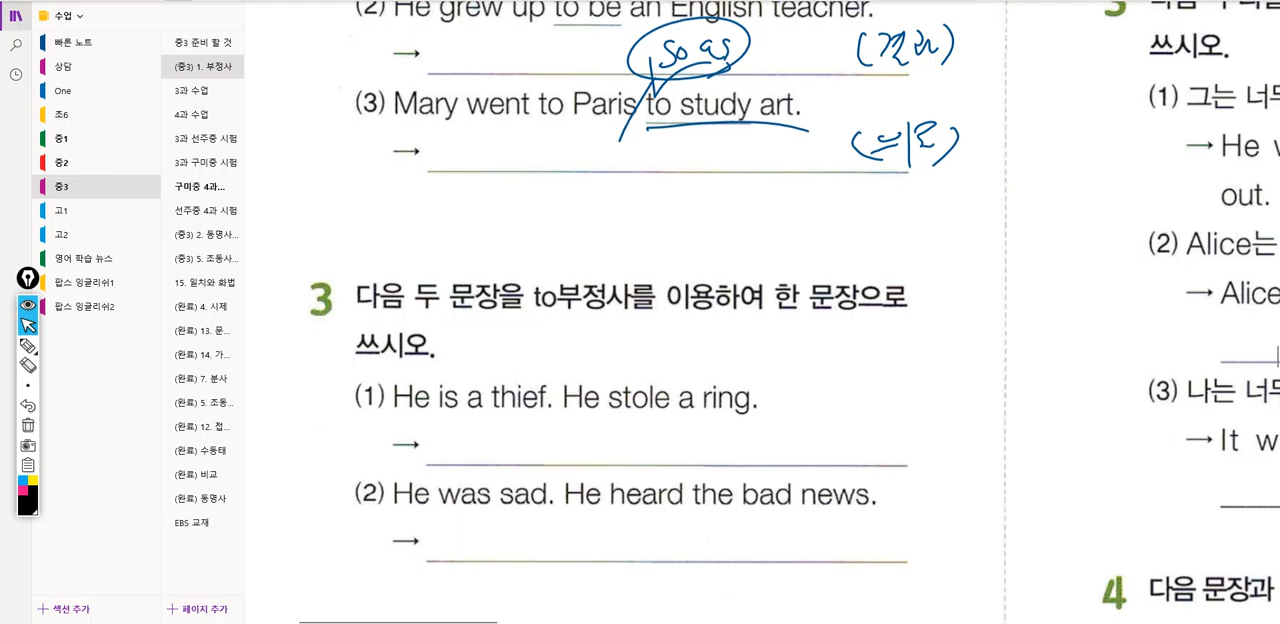 수업
빠른 노트
상담
One
초6
중1
중2
중3
고1
고2
영어 학습 뉴스
팝스 잉글리쉬1
팝스 잉글리쉬2
섹션 추가
중3 준비 할 것
(중3) 1. 부정사
3과 수업
4과 수업
3과 선주중 시험
3과 구미중 시험
구미중 4과...
선주중 4과 시험
(중3) 2. 동명사...
(중3) 5. 조동사...
15. 일치와 화법
(완료) 4. 시제
(완료) 13. 문...
(완료) 14. 가...
(완료) 7. 분사
(완료) 5. 조동...
(완료) 12. 접...
(완료) 수동태
(완료) 비교
(완료) 동명사
EBS 교재
페이지 추가
(2) He grew up to be an English teacher.
→ (결과)
so as
(3) Mary went to Paris to study art.
→
3 다음 두 문장을 to부정사를 이용하여 한 문장으로
쓰시오.
(1) He is a thief. He stole a ring.
→
(2) He was sad. He heard the bad news.
→
3 다음
쓰시오.
(1) 그는 너무
→ He w
out.
(2) Alice는
→ Alice
(3) 나는 너무
→ It w
4 다음 문장과